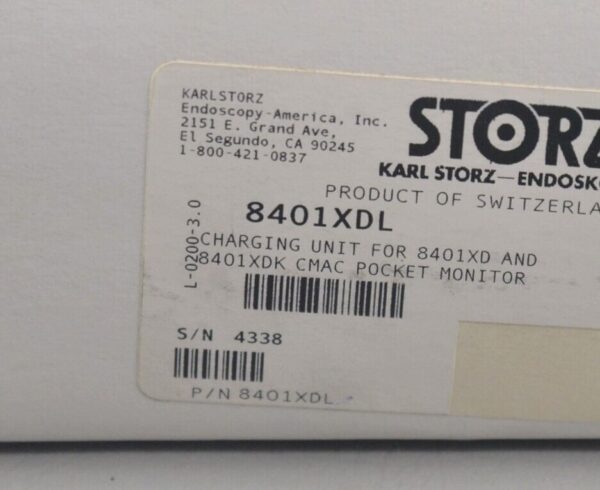 KARLSTORZ
Endoscopy-America, Inc.
2151 E. Grand Ave,
El Segundo, CA 90245
1-800-421-0837
STORZ
KARL STORZ—ENDOSK
PRODUCT OF SWITZERLA
8401XDL
L-0200-3.0
CHARGING UNIT FOR 8401XD AND
8401XDK CMAC POCKET MONITOR
S/N 4338
P/N 8401XDL